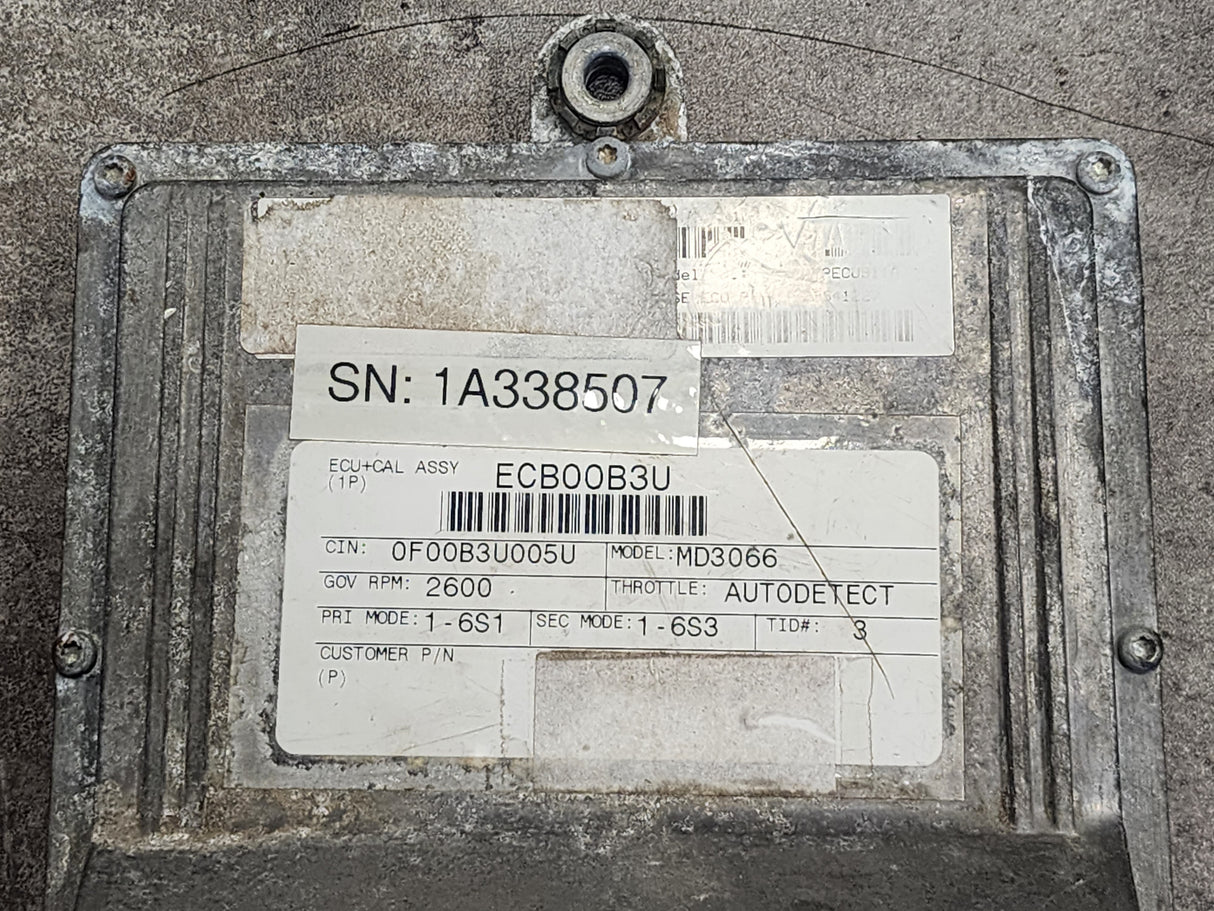 SN: 1A338507
ECU+CAL ASSY ECB00B3U
(1P)
CIN: 0F00B3U005U MODEL: MD3066
GOV RPM: 2600 THROTTLE: AUTODETECT
PRI MODE: 1-6S1 SEC MODE: 1-6S3 TID#: 3
CUSTOMER P/N
(P)